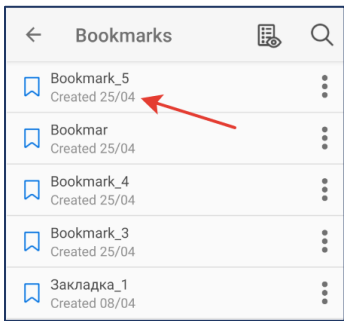 Bookmarks
Bookmark_5
Created 25/04
Bookmar
Created 25/04
Bookmark_4
Created 25/04
Bookmark_3
Created 25/04
Закладка_1
Created 08/04